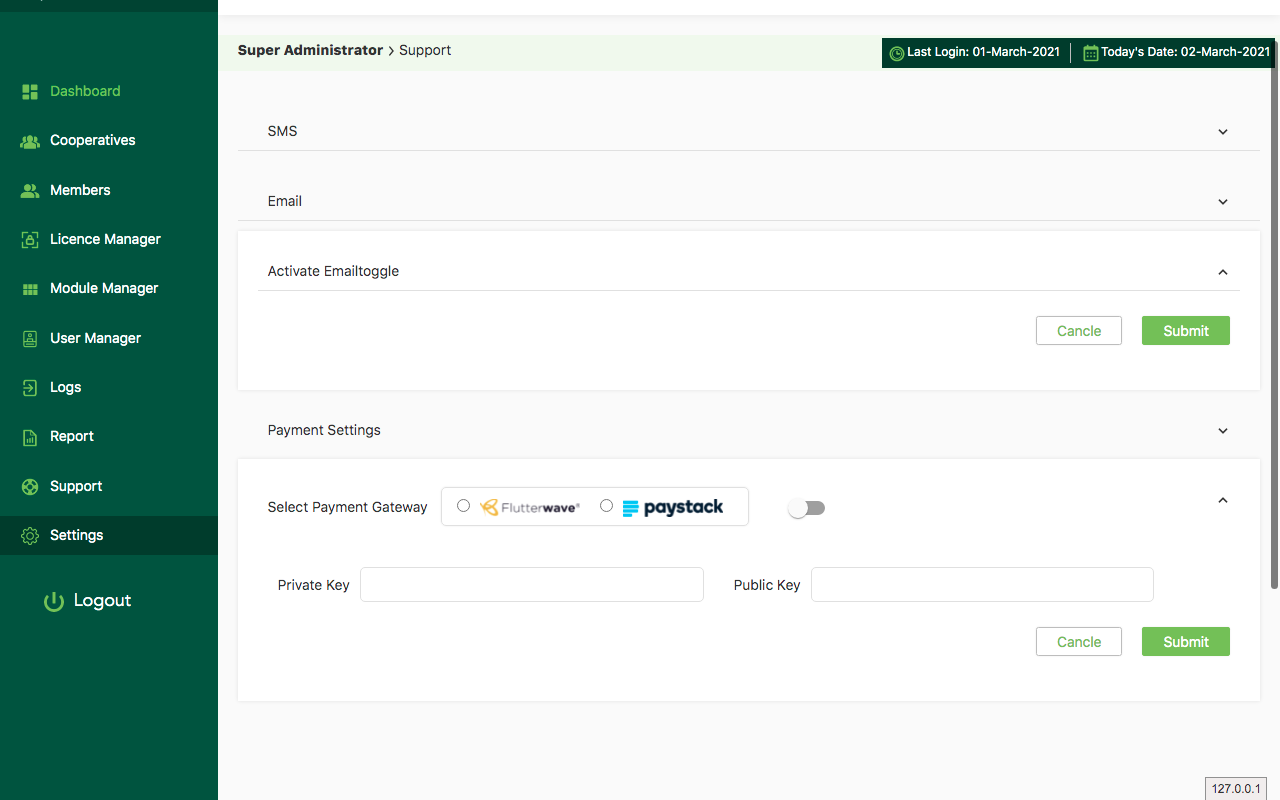 Super Administrator > Support
Last Login: 01-March-2021
Today's Date: 02-March-2021
Dashboard
Cooperatives
Members
Licence Manager
Module Manager
User Manager
Logs
Report
Support
Settings
Logout
SMS
Email
Activate Emailtoggle
Cancle
Submit
Payment Settings
Select Payment Gateway
Flutterwave
paystack
Private Key
Public Key
Cancle
Submit
127.0.0.1